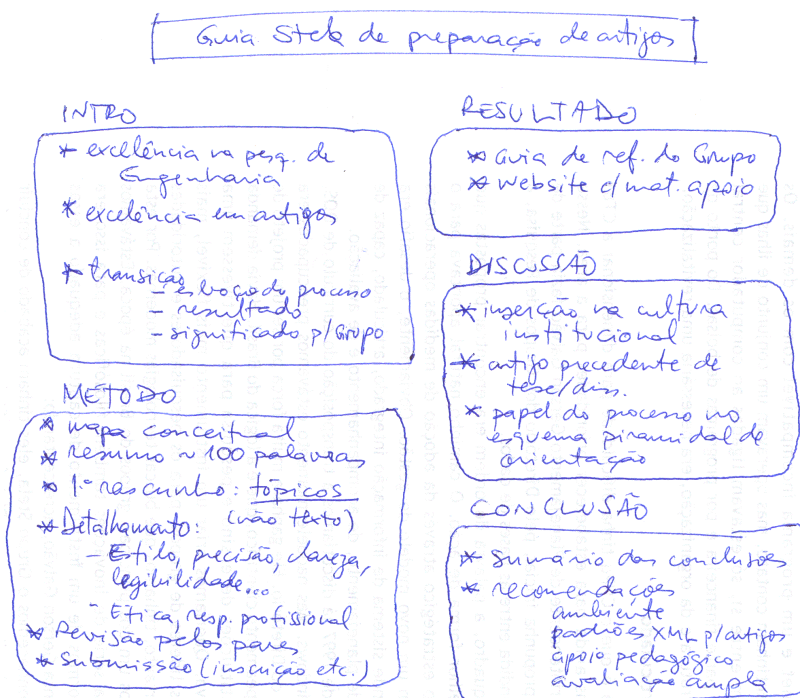 Guia Stela de preparação de artigos
INTRO
* excelência na pesq. de
Engenharia
* excelência em artigos
* transição
- esboço do processo
- resultado
- significado p/ Grupo
MÉTODO
* mapa conceitual
* resumo ~ 100 palavras
* 1º rascunho: tópicos
(não texto)
* Detalhamento:
- Estilo, precisão, clareza,
legibilidade...
- Ética, resp. profissional
* Revisão pelos pares
* Submissão (inscrição etc.)
RESULTADO
* Guia de ref. do Grupo
* website c/ mat. apoio
DISCUSSÃO
* inserção na cultura
institucional
* artigo precedente de
tese/diss.
* papel do processo no
esquema piramidal de
orientação
CONCLUSÃO
* Sumário das conclusões
* recomendações
ambiente
padrões XML p/ artigos
apoio pedagógico
avaliação ampla